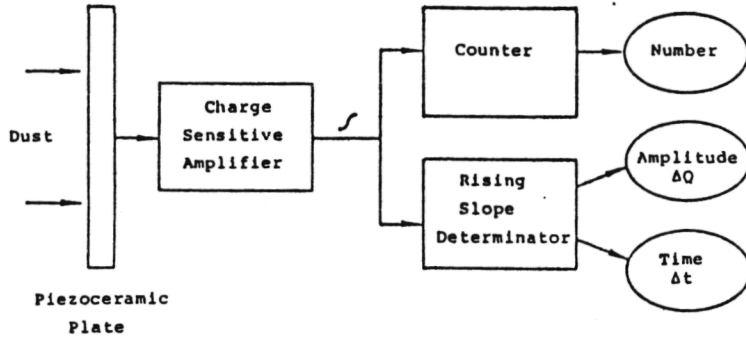 Dust
Piezoceramic
Plate
Charge
Sensitive
Amplifier
Counter
Number
Rising
Slope
Determinator
Amplitude
ΔQ
Time
Δt